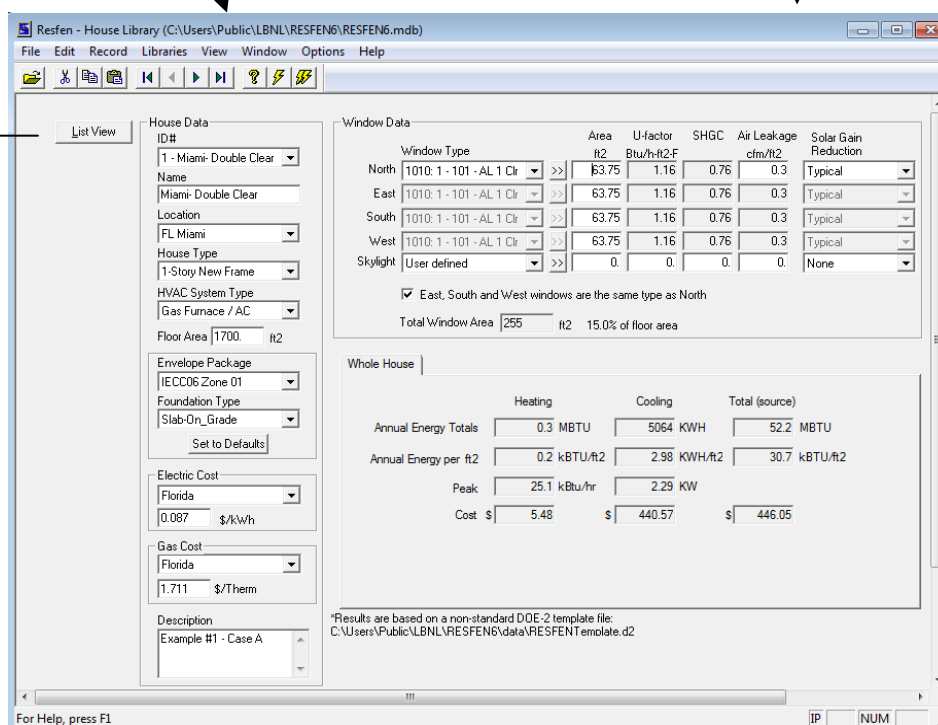 Resfen - House Library (C:\Users\Public\LBNL\RESFEN6\RESFEN6.mdb)
File Edit Record Libraries View Window Options Help
List View
House Data
ID#
1 - Miami- Double Clear
Name
Miami- Double Clear
Location
FL Miami
House Type
1-Story New Frame
HVAC System Type
Gas Furnace / AC
Floor Area 1700. ft2
Envelope Package
IECC06 Zone 01
Foundation Type
Slab-On_Grade
Set to Defaults
Electric Cost
Florida
0.087 $/kWh
Gas Cost
Florida
1.711 $/Therm
Description
Example #1 - Case A
Window Data
Window Type Area ft2 U-factor Btu/h-ft2-F SHGC Air Leakage cfm/ft2 Solar Gain Reduction
North 1010: 1 - 101 - AL 1 Clr >> 63.75 1.16 0.76 0.3 Typical
East 1010: 1 - 101 - AL 1 Clr >> 63.75 1.16 0.76 0.3 Typical
South 1010: 1 - 101 - AL 1 Clr >> 63.75 1.16 0.76 0.3 Typical
West 1010: 1 - 101 - AL 1 Clr >> 63.75 1.16 0.76 0.3 Typical
Skylight User defined >> 0. 0. 0. 0. None
East, South and West windows are the same type as North
Total Window Area 255 ft2 15.0% of floor area
Whole House
Heating Cooling Total (source)
Annual Energy Totals 0.3 MBTU 5064 KWH 52.2 MBTU
Annual Energy per ft2 0.2 kBTU/ft2 2.98 KWH/ft2 30.7 kBTU/ft2
Peak 25.1 kBtu/hr 2.29 KW
Cost $ 5.48 $ 440.57 $ 446.05
*Results are based on a non-standard DOE-2 template file:
C:\Users\Public\LBNL\RESFEN6\data\RESFENTemplate.d2
For Help, press F1 IP NUM